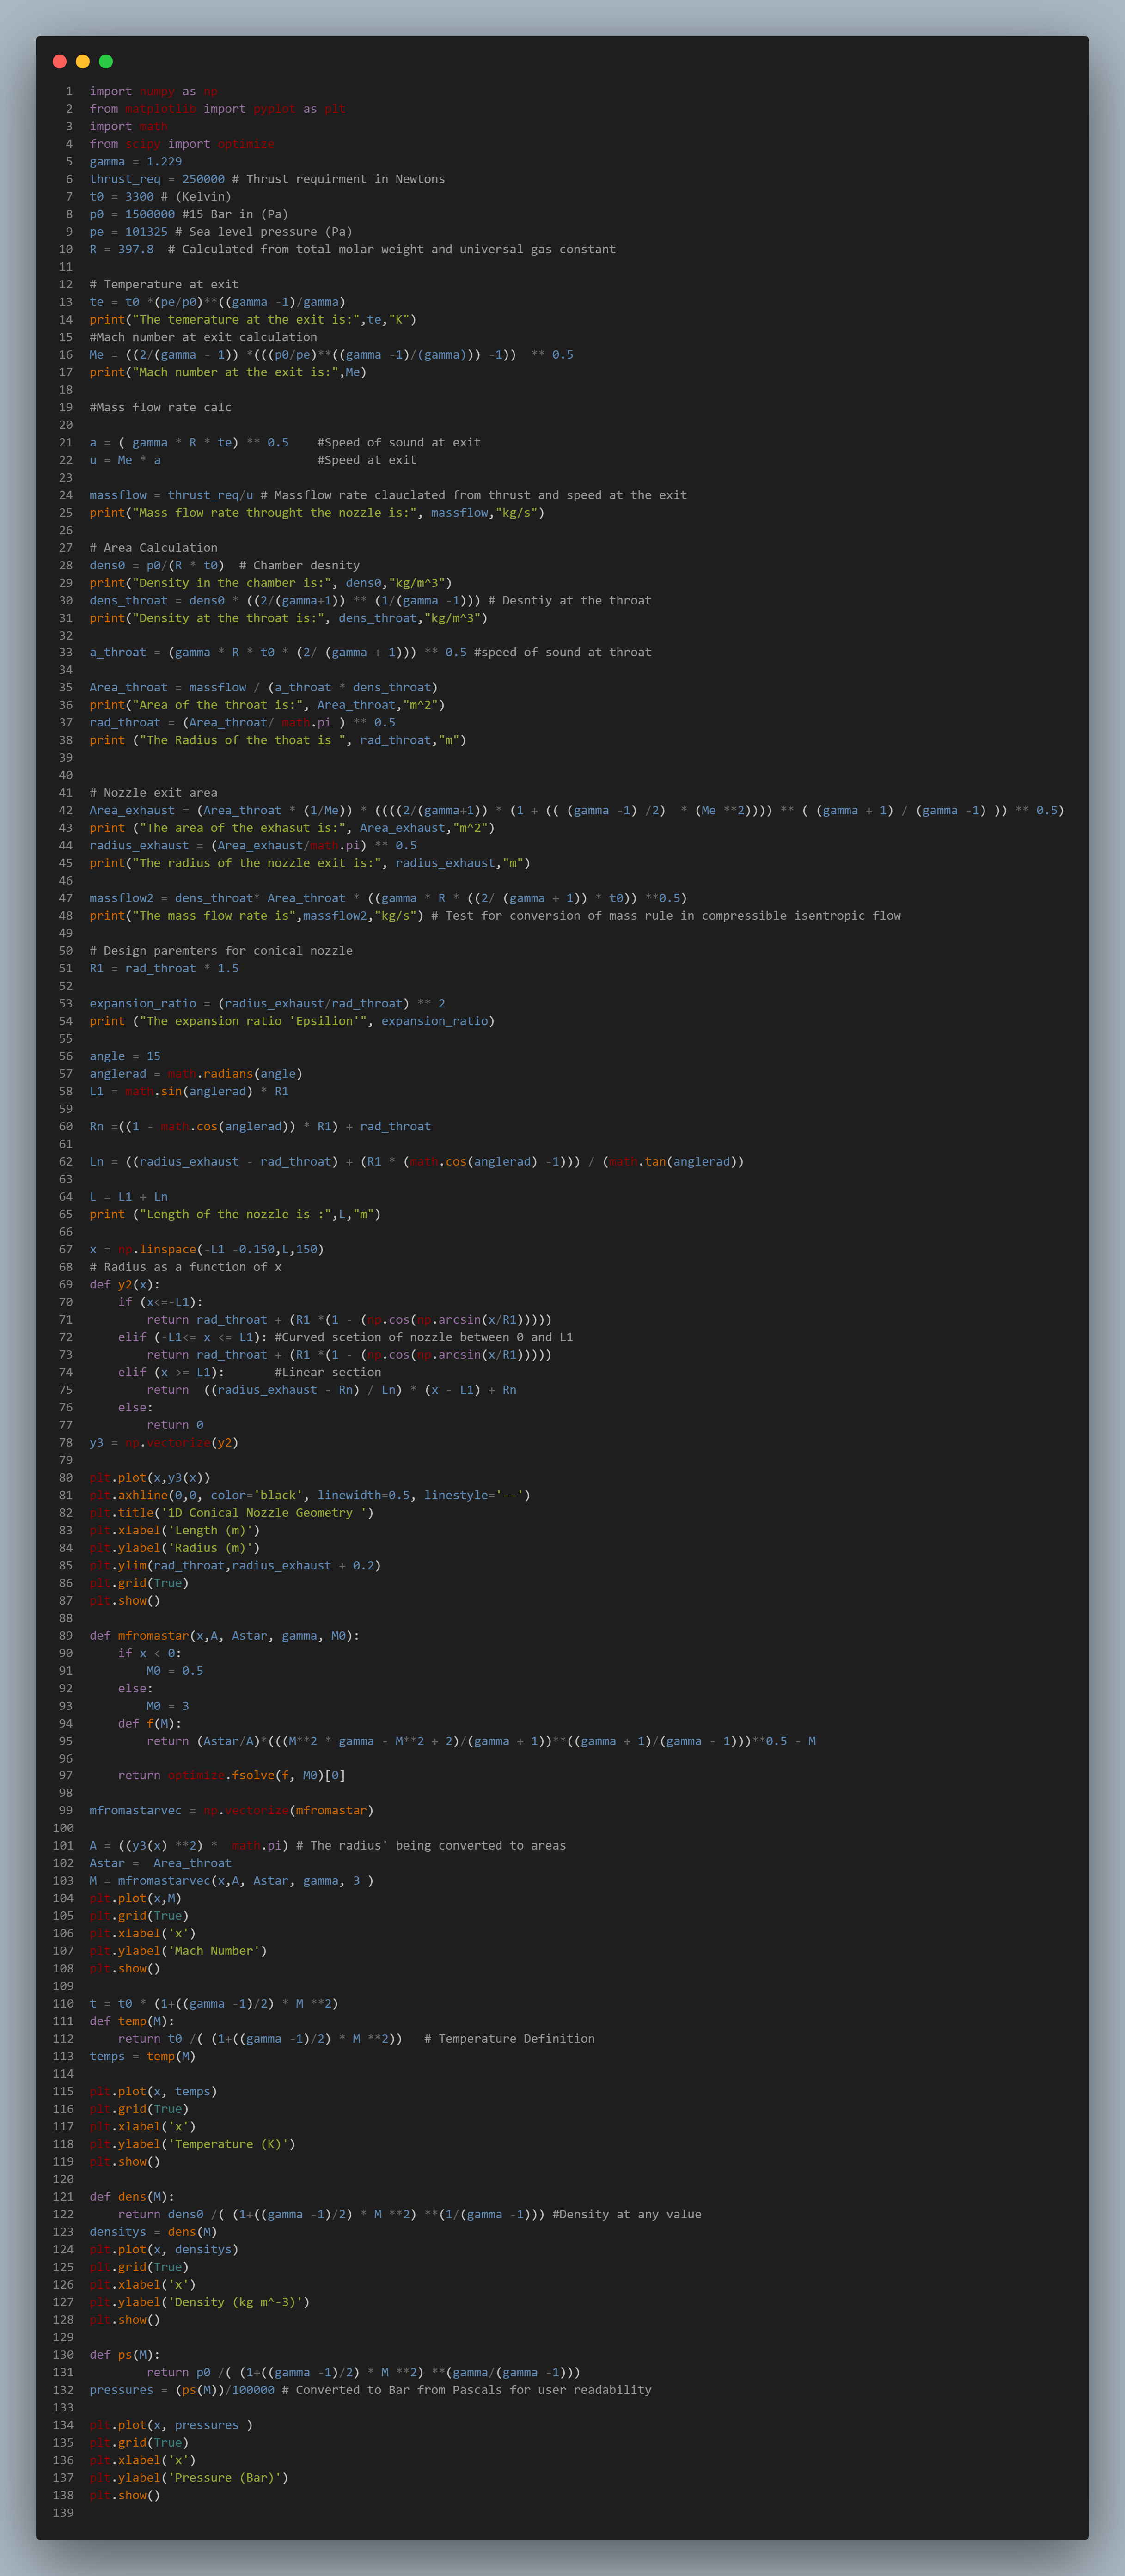 1 import numpy as np
2 from matplotlib import pyplot as plt
3 import math
4 from scipy import optimize
5 gamma = 1.229
6 thrust_req = 250000 # Thrust requirment in Newtons
7 t0 = 3300 # (Kelvin)
8 p0 = 1500000 #15 Bar in (Pa)
9 pe = 101325 # Sea level pressure (Pa)
10 R = 397.8  # Calculated from total molar weight and universal gas constant
11
12 # Temperature at exit
13 te = t0 *(pe/p0)**((gamma -1)/gamma)
14 print("The temerature at the exit is:",te,"K")
15 #Mach number at exit calculation
16 Me = ((2/(gamma - 1)) *(((p0/pe)**((gamma -1)/(gamma))) -1))  ** 0.5
17 print("Mach number at the exit is:",Me)
18
19 #Mass flow rate calc
20
21 a = ( gamma * R * te) ** 0.5    #Speed of sound at exit
22 u = Me * a                      #Speed at exit
23
24 massflow = thrust_req/u # Massflow rate clauclated from thrust and speed at the exit
25 print("Mass flow rate throught the nozzle is:", massflow,"kg/s")
26
27 # Area Calculation
28 dens0 = p0/(R * t0)  # Chamber desnity
29 print("Density in the chamber is:", dens0,"kg/m^3")
30 dens_throat = dens0 * ((2/(gamma+1)) ** (1/(gamma -1))) # Desntiy at the throat
31 print("Density at the throat is:", dens_throat,"kg/m^3")
32
33 a_throat = (gamma * R * t0 * (2/ (gamma + 1))) ** 0.5 #speed of sound at throat
34
35 Area_throat = massflow / (a_throat * dens_throat)
36 print("Area of the throat is:", Area_throat,"m^2")
37 rad_throat = (Area_throat/ math.pi ) ** 0.5
38 print ("The Radius of the thoat is ", rad_throat,"m")
39
40
41 # Nozzle exit area
42 Area_exhaust = (Area_throat * (1/Me)) * ((((2/(gamma+1)) * (1 + (( (gamma -1) /2)  * (Me **2)))) ** ( (gamma + 1) / (gamma -1) )) ** 0.5)
43 print ("The area of the exhasut is:", Area_exhaust,"m^2")
44 radius_exhaust = (Area_exhaust/math.pi) ** 0.5
45 print("The radius of the nozzle exit is:", radius_exhaust,"m")
46
47 massflow2 = dens_throat* Area_throat * ((gamma * R * ((2/ (gamma + 1)) * t0)) **0.5)
48 print("The mass flow rate is",massflow2,"kg/s") # Test for conversion of mass rule in compressible isentropic flow
49
50 # Design paremters for conical nozzle
51 R1 = rad_throat * 1.5
52
53 expansion_ratio = (radius_exhaust/rad_throat) ** 2
54 print ("The expansion ratio 'Epsilion'", expansion_ratio)
55
56 angle = 15
57 anglerad = math.radians(angle)
58 L1 = math.sin(anglerad) * R1
59
60 Rn =((1 - math.cos(anglerad)) * R1) + rad_throat
61
62 Ln = ((radius_exhaust - rad_throat) + (R1 * (math.cos(anglerad) -1))) / (math.tan(anglerad))
63
64 L = L1 + Ln
65 print ("Length of the nozzle is :",L,"m")
66
67 x = np.linspace(-L1 -0.150,L,150)
68 # Radius as a function of x
69 def y2(x):
70     if (x<=-L1):
71         return rad_throat + (R1 *(1 - (np.cos(np.arcsin(x/R1)))))
72     elif (-L1<= x <= L1): #Curved scetion of nozzle between 0 and L1
73         return rad_throat + (R1 *(1 - (np.cos(np.arcsin(x/R1)))))
74     elif (x >= L1):       #Linear section
75         return  ((radius_exhaust - Rn) / Ln) * (x - L1) + Rn
76     else:
77         return 0
78 y3 = np.vectorize(y2)
79
80 plt.plot(x,y3(x))
81 plt.axhline(0,0, color='black', linewidth=0.5, linestyle='--')
82 plt.title('1D Conical Nozzle Geometry ')
83 plt.xlabel('Length (m)')
84 plt.ylabel('Radius (m)')
85 plt.ylim(rad_throat,radius_exhaust + 0.2)
86 plt.grid(True)
87 plt.show()
88
89 def mfromastar(x,A, Astar, gamma, M0):
90     if x < 0:
91         M0 = 0.5
92     else:
93         M0 = 3
94     def f(M):
95         return (Astar/A)*(((M**2 * gamma - M**2 + 2)/(gamma + 1))**((gamma + 1)/(gamma - 1)))**0.5 - M
96
97     return optimize.fsolve(f, M0)[0]
98
99 mfromastarvec = np.vectorize(mfromastar)
100
101 A = ((y3(x) **2) *  math.pi) # The radius' being converted to areas
102 Astar =  Area_throat
103 M = mfromastarvec(x,A, Astar, gamma, 3 )
104 plt.plot(x,M)
105 plt.grid(True)
106 plt.xlabel('x')
107 plt.ylabel('Mach Number')
108 plt.show()
109
110 t = t0 * (1+((gamma -1)/2) * M **2)
111 def temp(M):
112     return t0 /( (1+((gamma -1)/2) * M **2))   # Temperature Definition
113 temps = temp(M)
114
115 plt.plot(x, temps)
116 plt.grid(True)
117 plt.xlabel('x')
118 plt.ylabel('Temperature (K)')
119 plt.show()
120
121 def dens(M):
122     return dens0 /( (1+((gamma -1)/2) * M **2) **(1/(gamma -1))) #Density at any value
123 densitys = dens(M)
124 plt.plot(x, densitys)
125 plt.grid(True)
126 plt.xlabel('x')
127 plt.ylabel('Density (kg m^-3)')
128 plt.show()
129
130 def ps(M):
131         return p0 /( (1+((gamma -1)/2) * M **2) **(gamma/(gamma -1)))
132 pressures = (ps(M))/100000 # Converted to Bar from Pascals for user readability
133
134 plt.plot(x, pressures )
135 plt.grid(True)
136 plt.xlabel('x')
137 plt.ylabel('Pressure (Bar)')
138 plt.show()
139